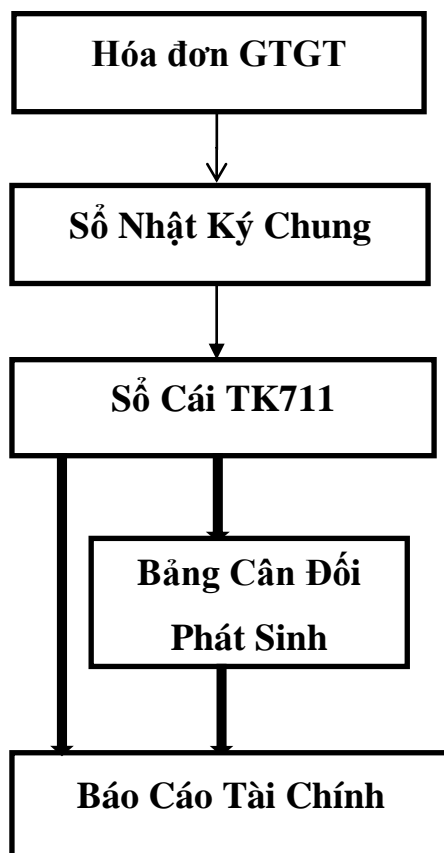 Hóa đơn GTGT
Sổ Nhật Ký Chung
Sổ Cái TK711
Bảng Cân Đối
Phát Sinh
Báo Cáo Tài Chính